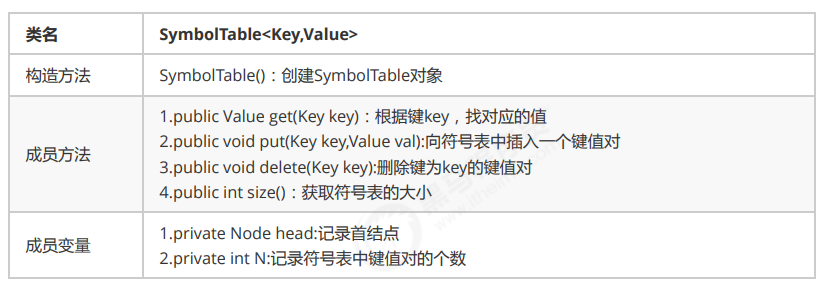 类名 SymbolTable<Key,Value>
构造方法 SymbolTable()：创建SymbolTable对象
成员方法
1.public Value get(Key key)：根据键key，找对应的值
2.public void put(Key key,Value val):向符号表中插入一个键值对
3.public void delete(Key key):删除键为key的键值对
4.public int size()：获取符号表的大小
成员变量
1.private Node head:记录首结点
2.private int N:记录符号表中键值对的个数